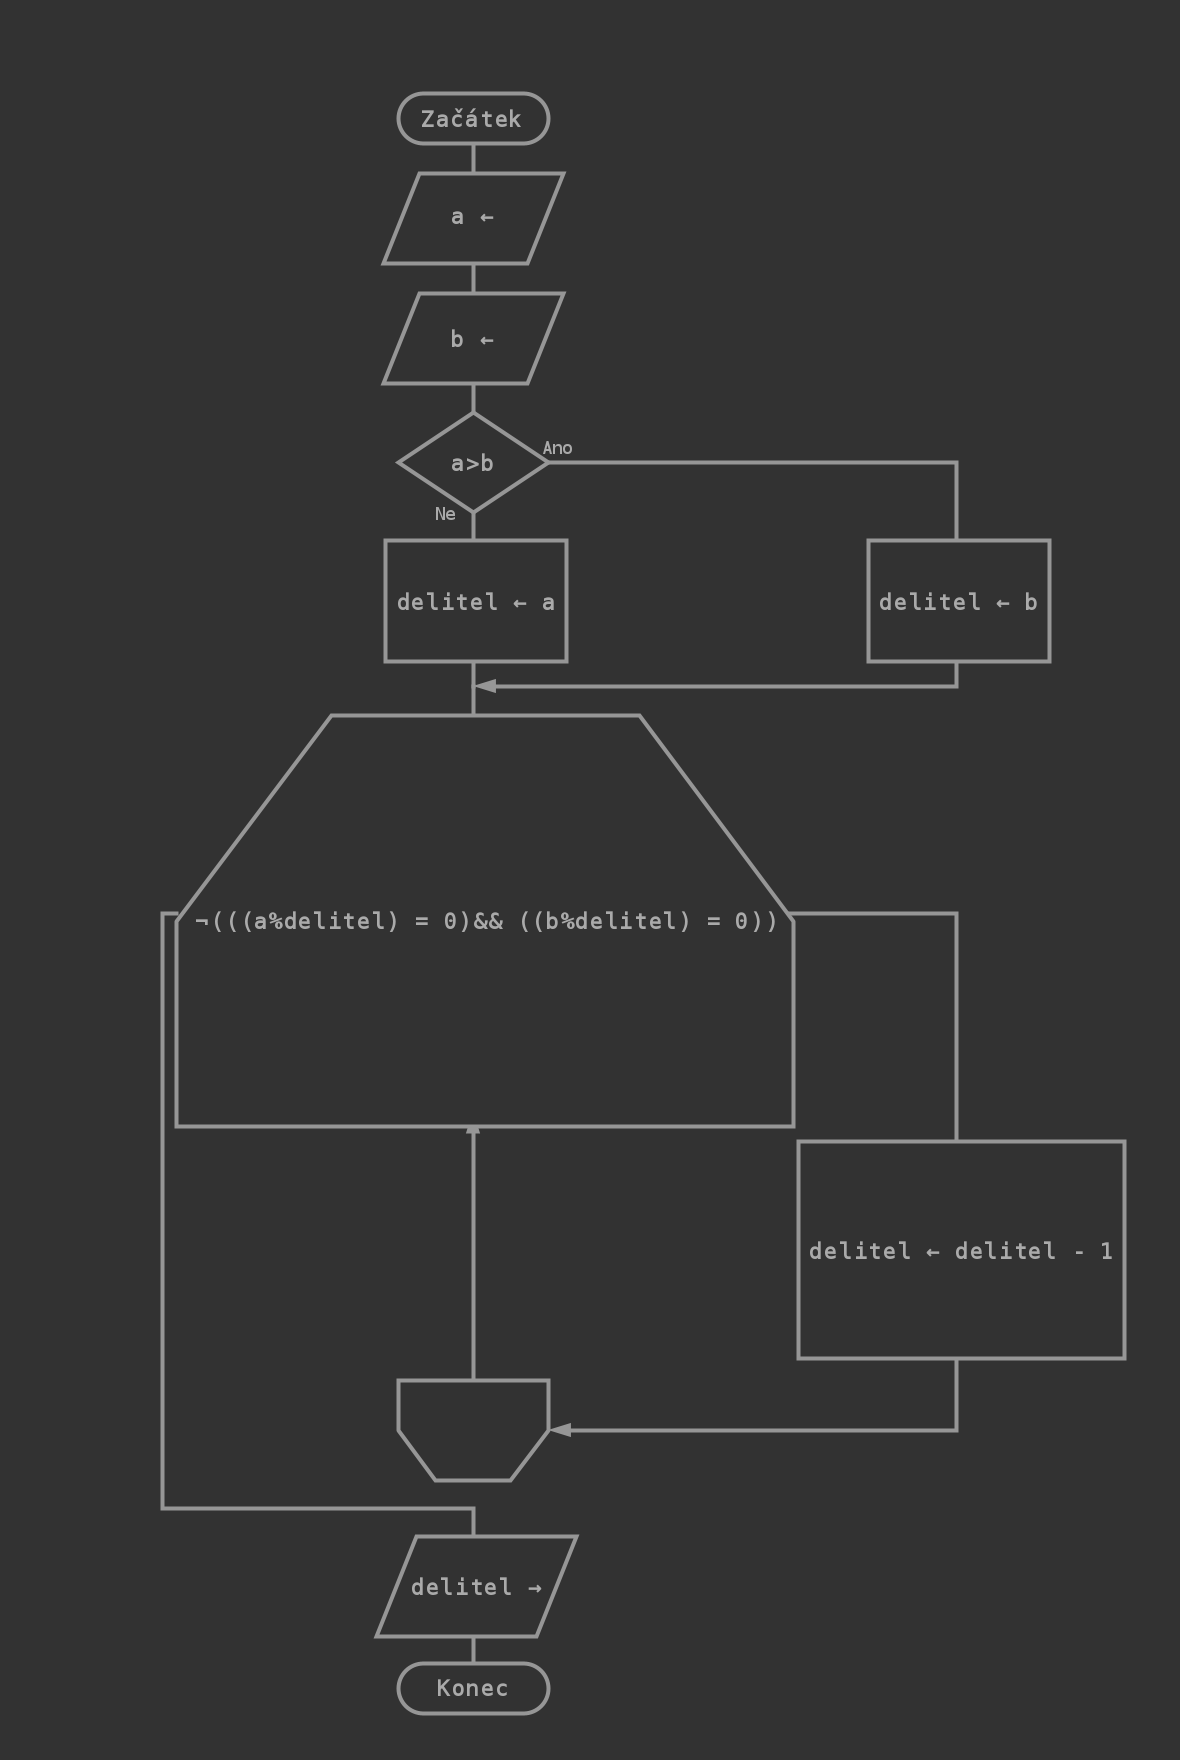 Začátek
a ←
b ←
a>b
Ano
Ne
delitel ← a
delitel ← b
¬(((a%delitel) = 0)&& ((b%delitel) = 0))
delitel ← delitel - 1
delitel →
Konec